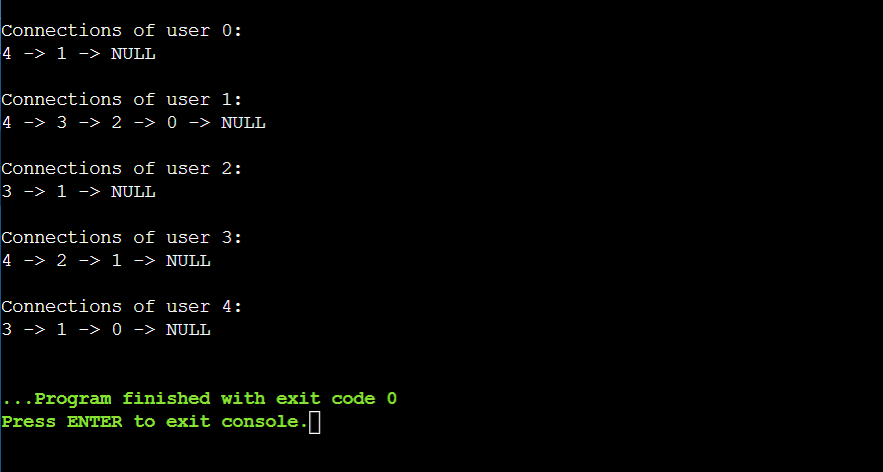 Connections of user 0:
4 -> 1 -> NULL
Connections of user 1:
4 -> 3 -> 2 -> 0 -> NULL
Connections of user 2:
3 -> 1 -> NULL
Connections of user 3:
4 -> 2 -> 1 -> NULL
Connections of user 4:
3 -> 1 -> 0 -> NULL
...Program finished with exit code 0
Press ENTER to exit console.